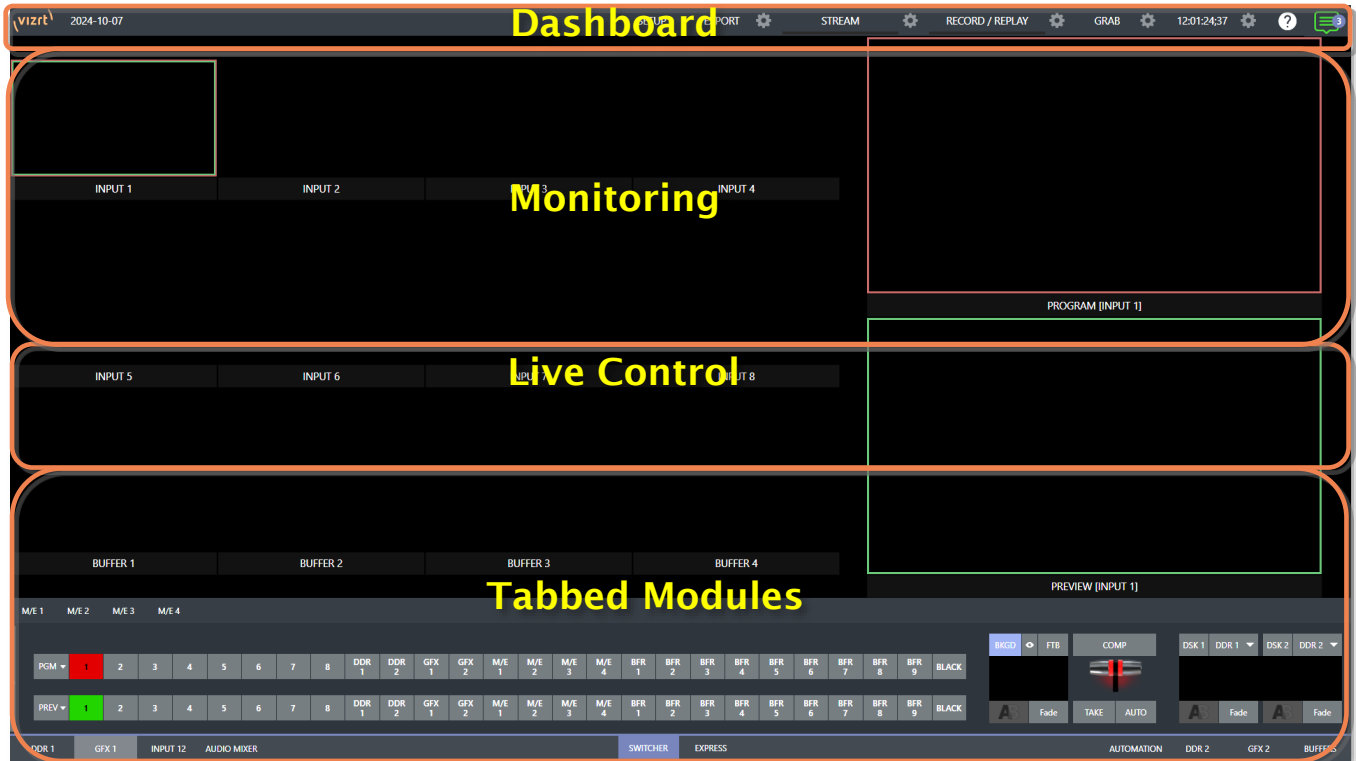 vizrt 2024-10-07 SETUP EXPORT STREAM RECORD / REPLAY GRAB 12:01:24;37 ? 3
Dashboard
INPUT 1 INPUT 2 INPUT 3 INPUT 4
Monitoring
PROGRAM [INPUT 1]
INPUT 5 INPUT 6 INPUT 7 INPUT 8
Live Control
BUFFER 1 BUFFER 2 BUFFER 3 BUFFER 4
PREVIEW [INPUT 1]
Tabbed Modules
M/E 1 M/E 2 M/E 3 M/E 4
BKGD FTB COMP DSK 1 DDR 1 DSK 2 DDR 2
PGM 1 2 3 4 5 6 7 8 DDR 1 DDR 2 GFX 1 GFX 2 M/E 1 M/E 2 M/E 3 M/E 4 BFR 1 BFR 2 BFR 3 BFR 4 BFR 5 BFR 6 BFR 7 BFR 8 BFR 9 BLACK
PREV 1 2 3 4 5 6 7 8 DDR 1 DDR 2 GFX 1 GFX 2 M/E 1 M/E 2 M/E 3 M/E 4 BFR 1 BFR 2 BFR 3 BFR 4 BFR 5 BFR 6 BFR 7 BFR 8 BFR 9 BLACK
Fade TAKE AUTO Fade Fade
DDR 1 GFX 1 INPUT 12 AUDIO MIXER SWITCHER EXPRESS AUTOMATION DDR 2 GFX 2 BUFFERS